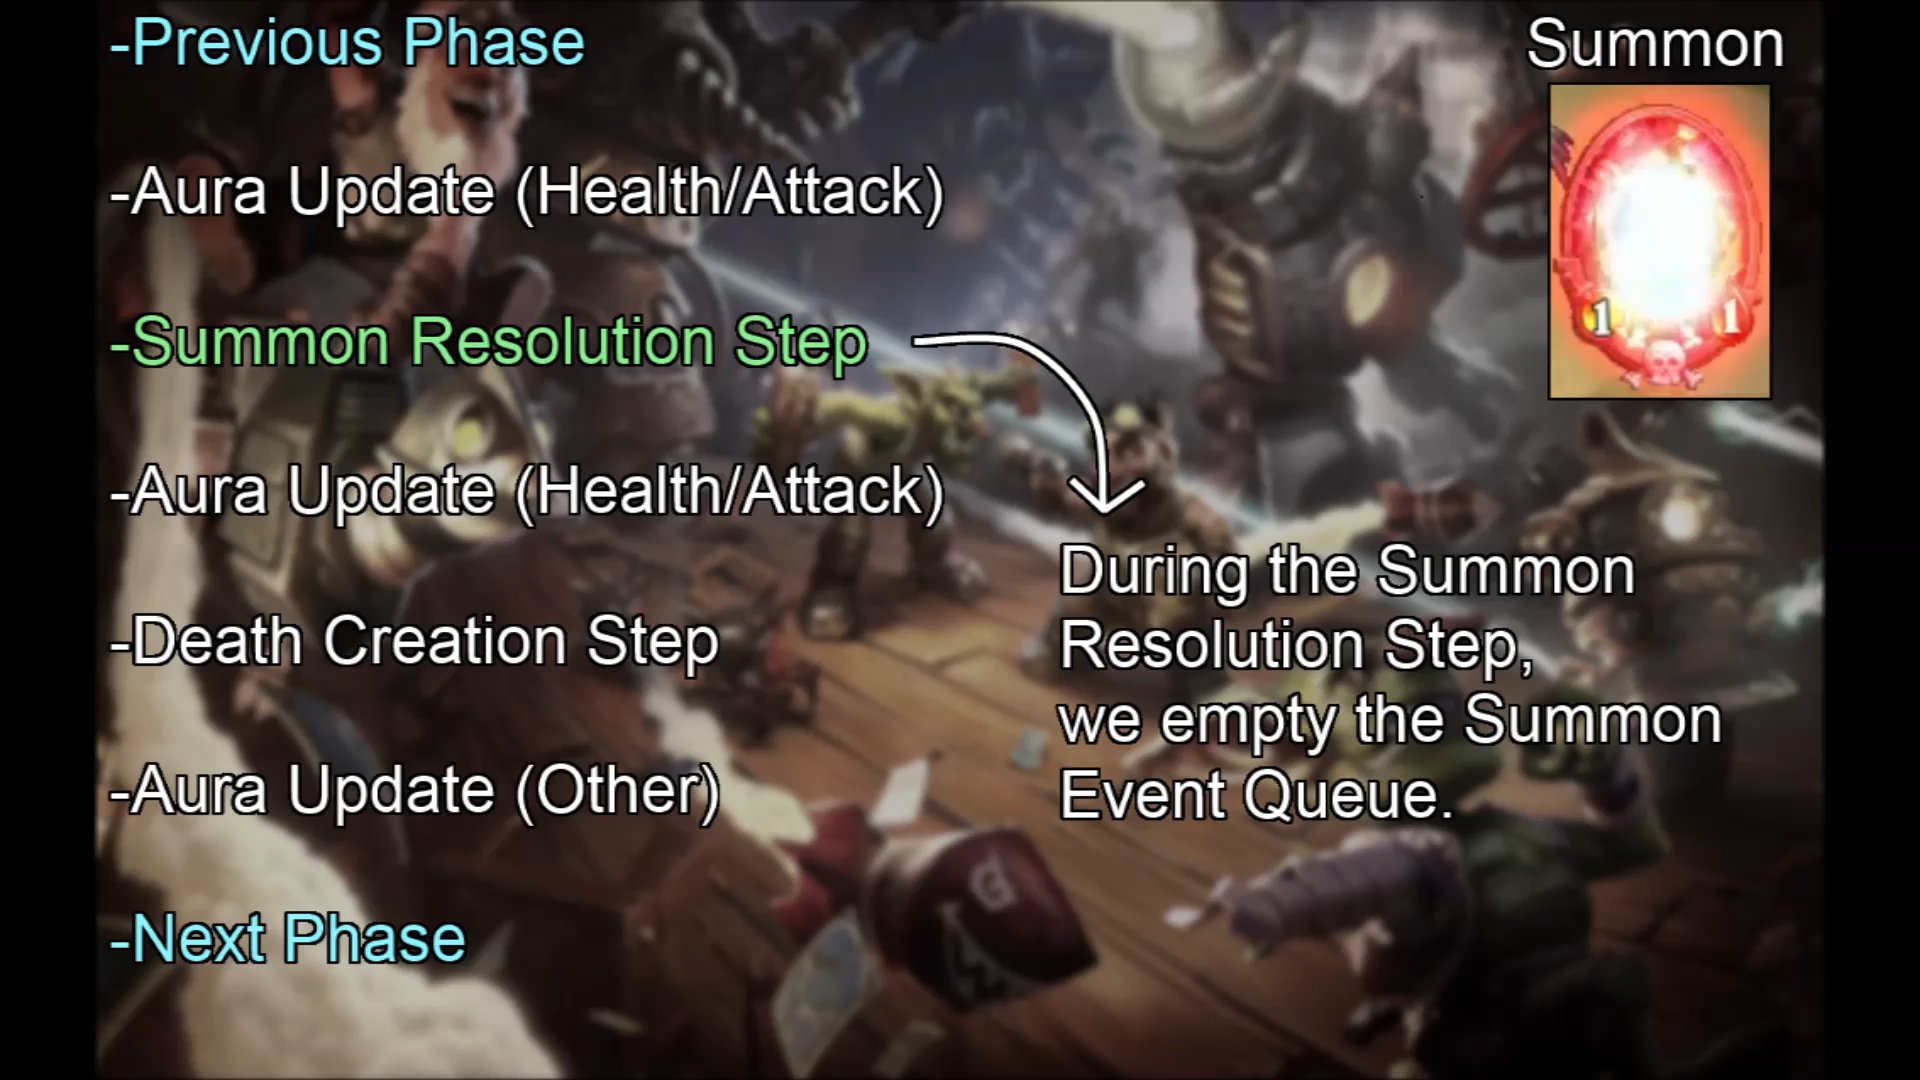 -Previous Phase
Summon
-Aura Update (Health/Attack)
-Summon Resolution Step
1 1
-Aura Update (Health/Attack)
-Death Creation Step
-Aura Update (Other)
-Next Phase
During the Summon
Resolution Step,
we empty the Summon
Event Queue.
G